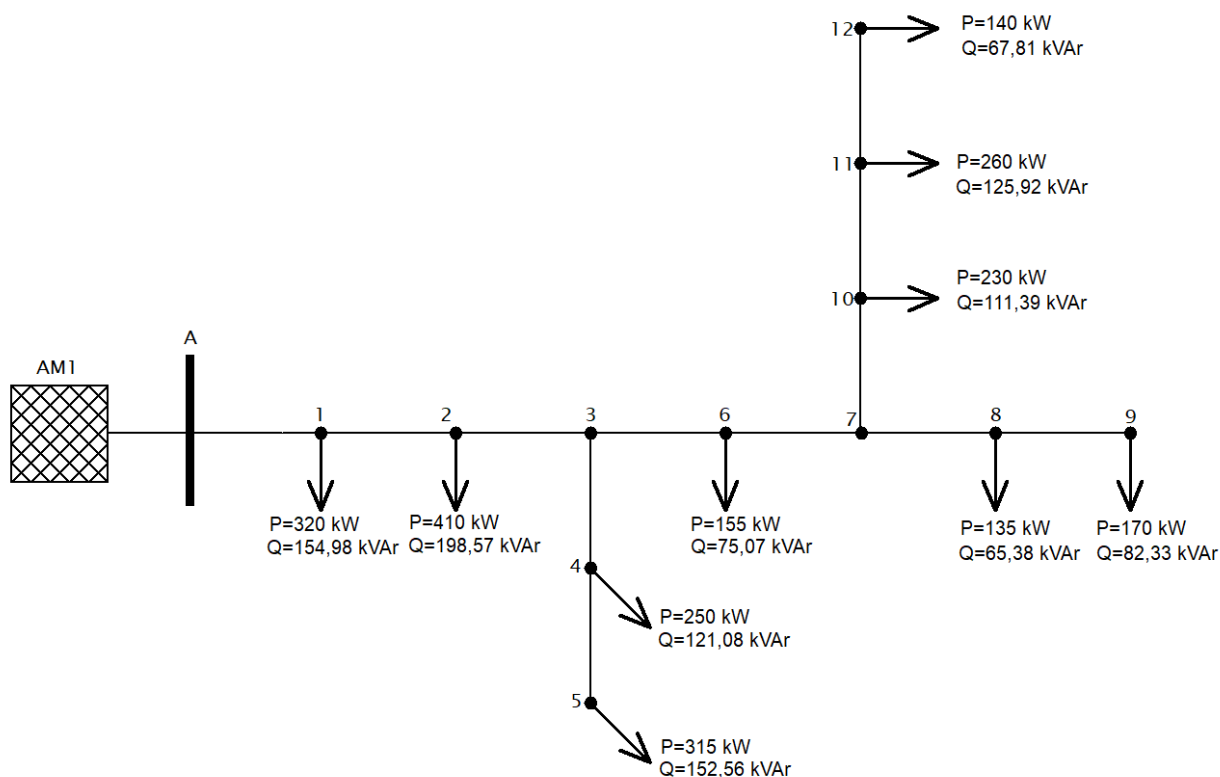 12
P=140 kW
Q=67,81 kVAr
11
P=260 kW
Q=125,92 kVAr
10
P=230 kW
Q=111,39 kVAr
A
AM1
1
2
3
6
7
8
9
P=320 kW
Q=154,98 kVAr
P=410 kW
Q=198,57 kVAr
P=155 kW
Q=75,07 kVAr
P=135 kW
Q=65,38 kVAr
P=170 kW
Q=82,33 kVAr
4
P=250 kW
Q=121,08 kVAr
5
P=315 kW
Q=152,56 kVAr